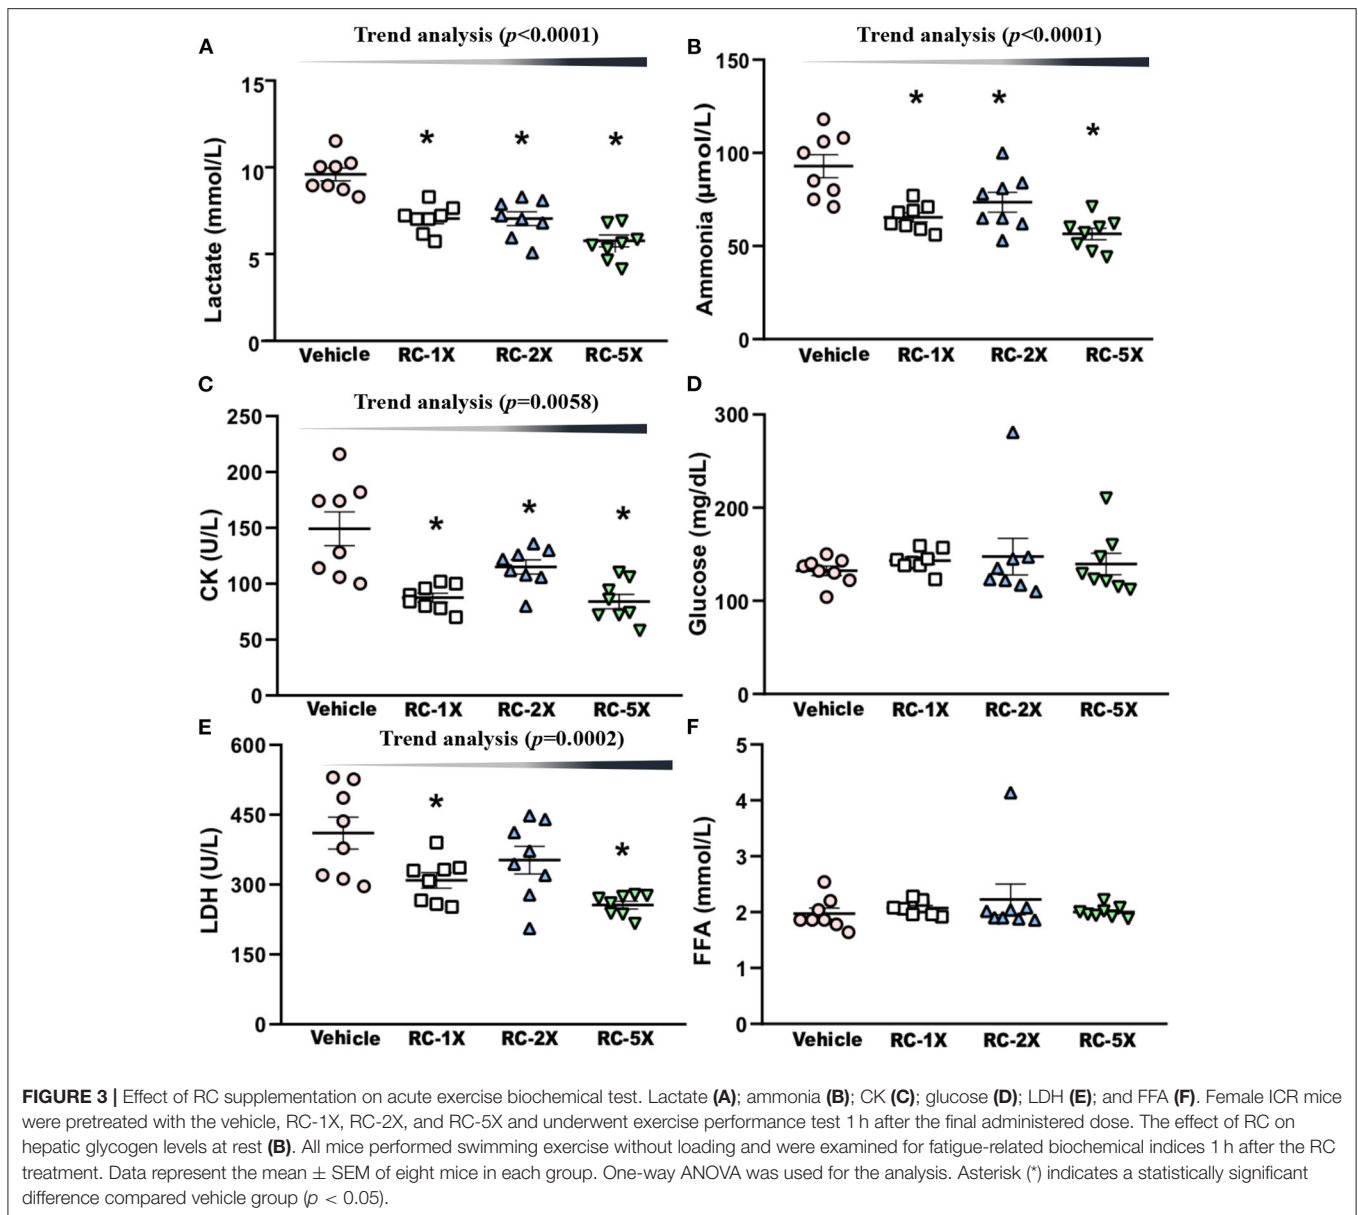 A
Trend analysis (p<0.0001)
15
10
5
0
Lactate (mmol/L)
*
*
*
Vehicle RC-1X RC-2X RC-5X
B
Trend analysis (p<0.0001)
150
100
50
0
Ammonia (µmol/L)
*
*
*
Vehicle RC-1X RC-2X RC-5X
C
Trend analysis (p=0.0058)
250
200
150
100
50
0
CK (U/L)
*
*
*
Vehicle RC-1X RC-2X RC-5X
D
300
200
100
0
Glucose (mg/dL)
Vehicle RC-1X RC-2X RC-5X
E
Trend analysis (p=0.0002)
600
450
300
150
0
LDH (U/L)
*
*
Vehicle RC-1X RC-2X RC-5X
F
5
4
3
2
1
0
FFA (mmol/L)
Vehicle RC-1X RC-2X RC-5X
FIGURE 3 | Effect of RC supplementation on acute exercise biochemical test. Lactate (A); ammonia (B); CK (C); glucose (D); LDH (E); and FFA (F). Female ICR mice
were pretreated with the vehicle, RC-1X, RC-2X, and RC-5X and underwent exercise performance test 1 h after the final administered dose. The effect of RC on
hepatic glycogen levels at rest (B). All mice performed swimming exercise without loading and were examined for fatigue-related biochemical indices 1 h after the RC
treatment. Data represent the mean ± SEM of eight mice in each group. One-way ANOVA was used for the analysis. Asterisk (*) indicates a statistically significant
difference compared vehicle group (p < 0.05).